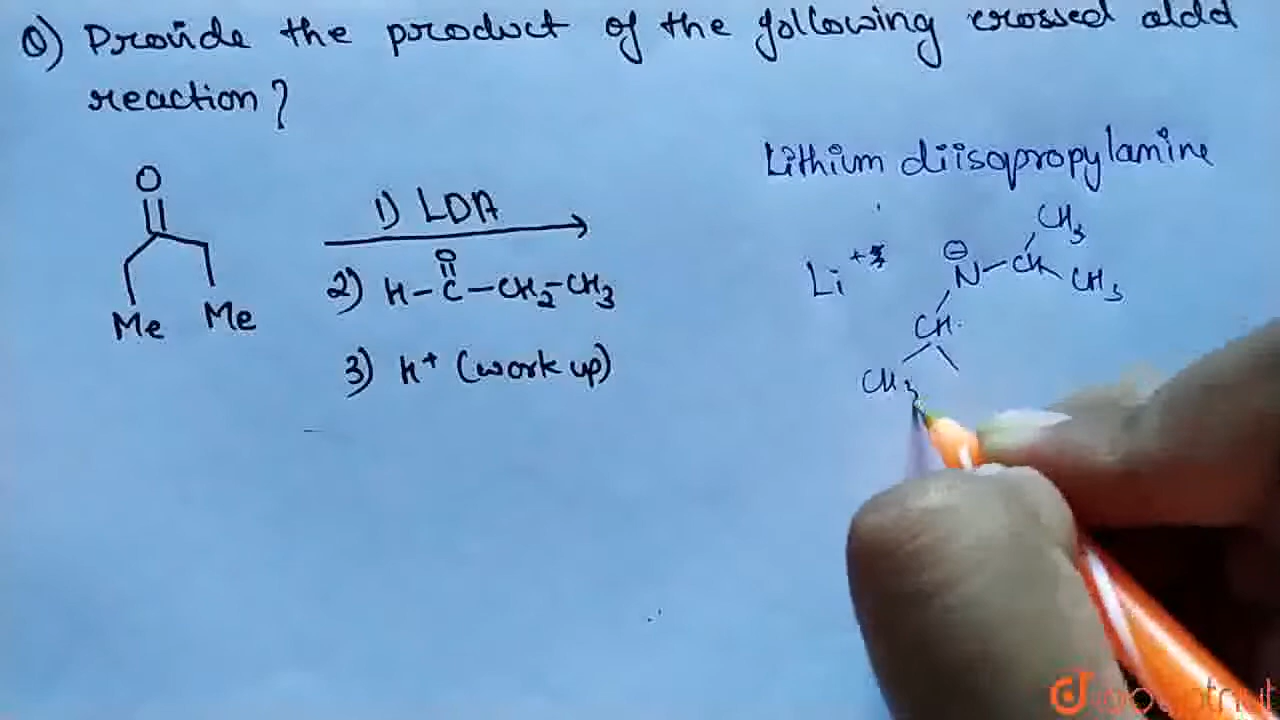 Q) Provide the product of the following crossed aldd
reaction?
Lithium diisopropylamine
O
Me Me
1) LDA
2) H-C-CH2-CH3
O
3) H+ (work up)
Li+ N-CH CH3
CH3
CH
CH3